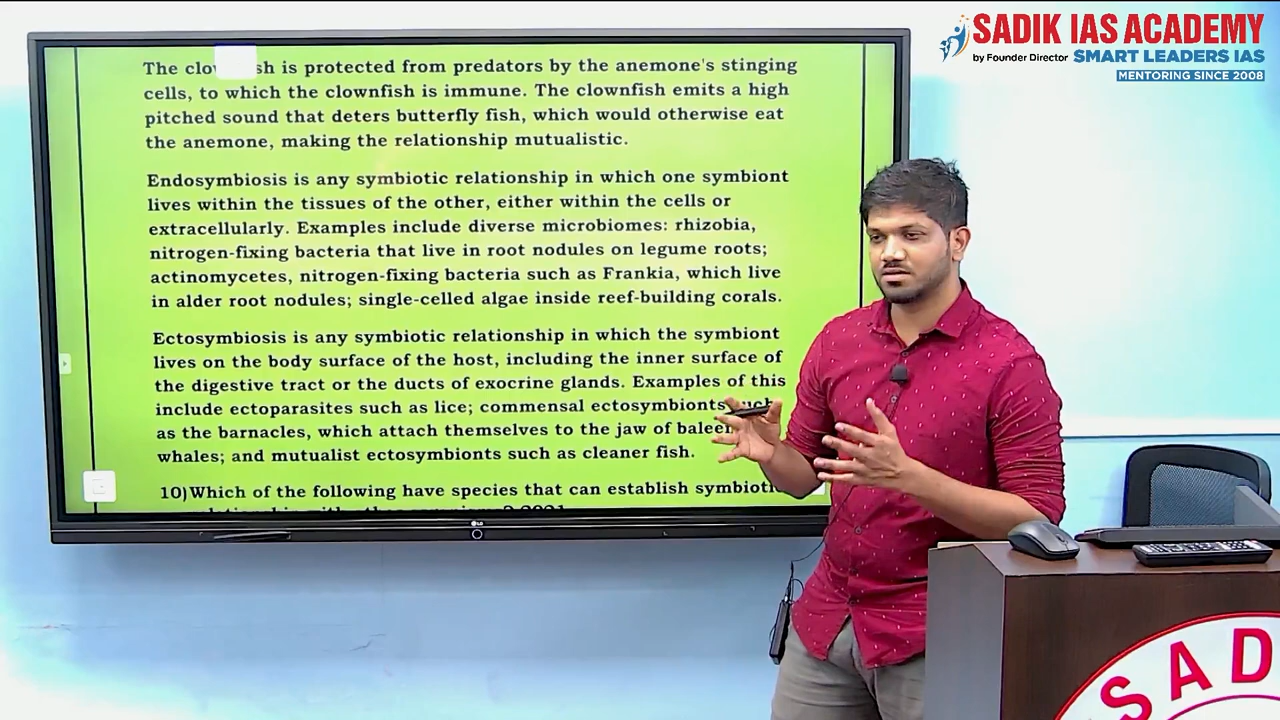 SADIK IAS ACADEMY
by Founder Director SMART LEADERS IAS
MENTORING SINCE 2008
The clo sh is protected from predators by the anemone's stinging
cells, to which the clownfish is immune. The clownfish emits a high
pitched sound that deters butterfly fish, which would otherwise eat
the anemone, making the relationship mutualistic.
Endosymbiosis is any symbiotic relationship in which one symbiont
lives within the tissues of the other, either within the cells or
extracellularly. Examples include diverse microbiomes: rhizobia,
nitrogen-fixing bacteria that live in root nodules on legume roots;
actinomycetes, nitrogen-fixing bacteria such as Frankia, which live
in alder root nodules; single-celled algae inside reef-building corals.
Ectosymbiosis is any symbiotic relationship in which the symbiont
lives on the body surface of the host, including the inner surface of
the digestive tract or the ducts of exocrine glands. Examples of this
include ectoparasites such as lice; commensal ectosymbionts such
as the barnacles, which attach themselves to the jaw of baleen
whales; and mutualist ectosymbionts such as cleaner fish.
10)Which of the following have species that can establish symbioti
LG
SAD